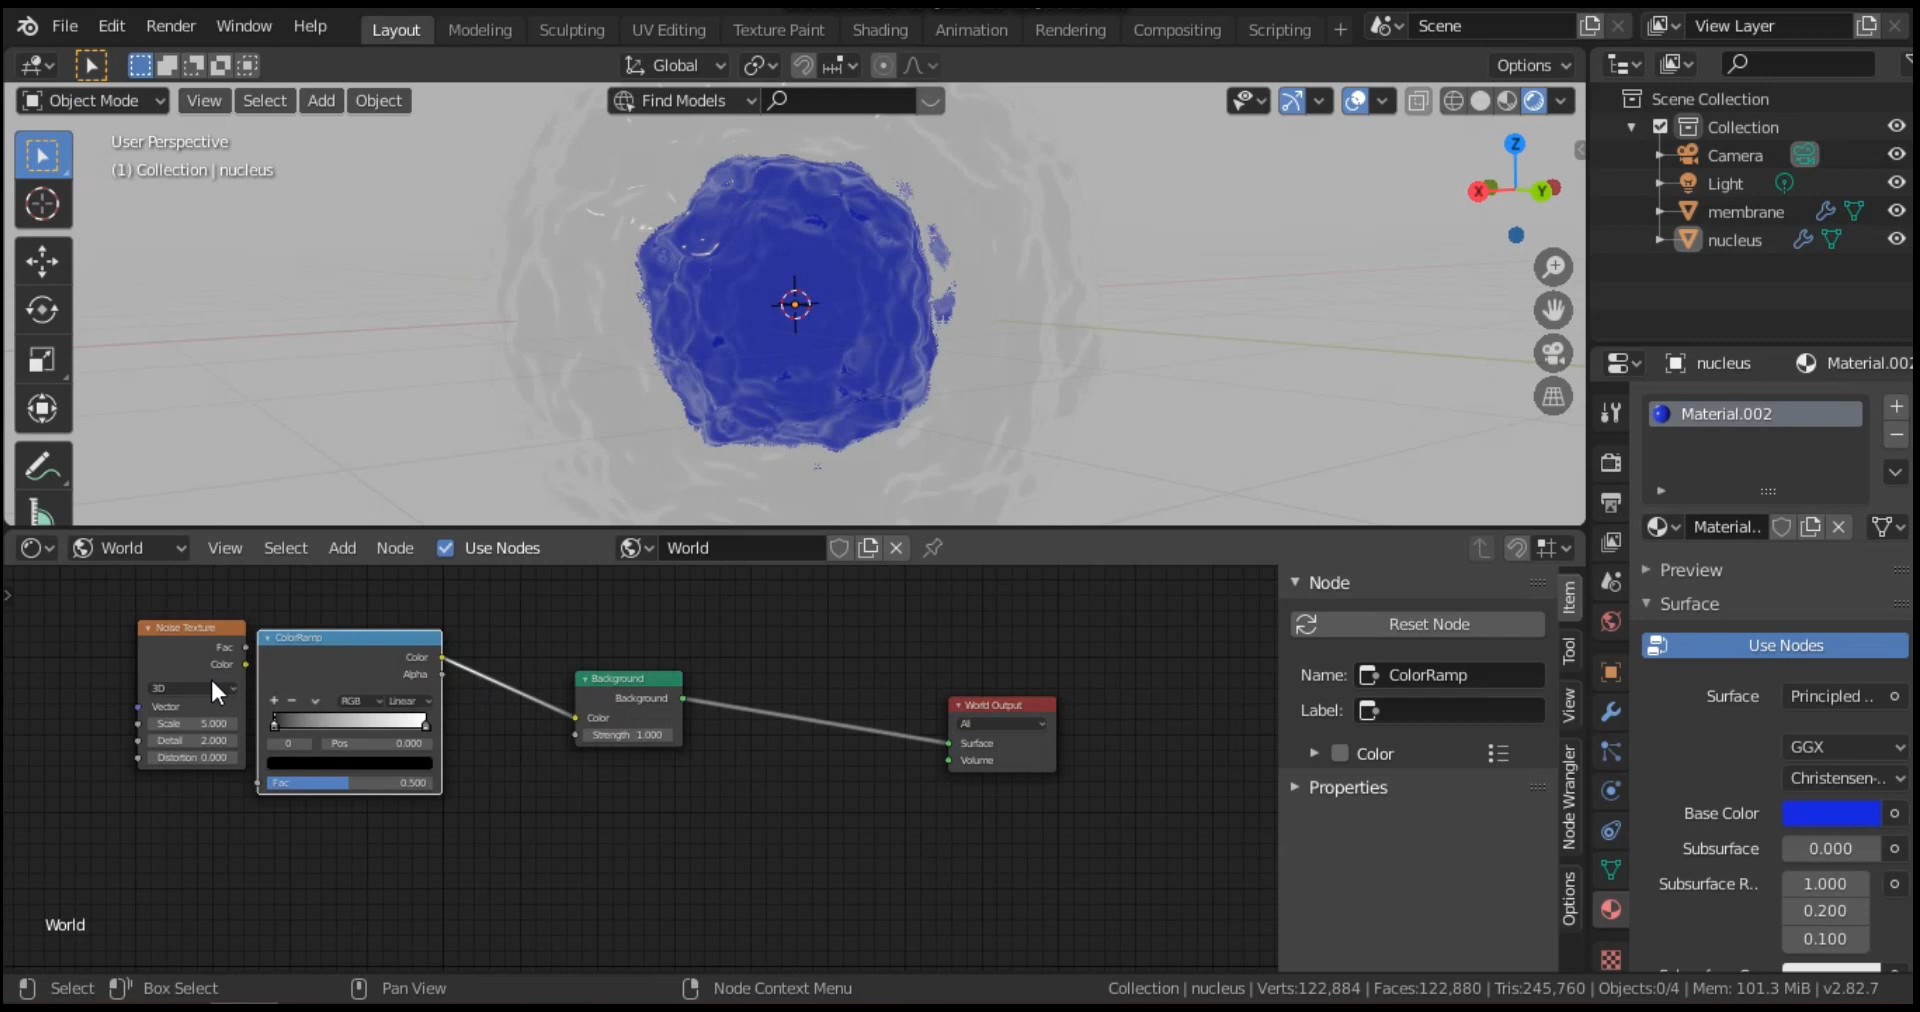 File Edit Render Window Help Layout Modeling Sculpting UV Editing Texture Paint Shading Animation Rendering Compositing Scripting + Scene View Layer
Global Options
Object Mode View Select Add Object Find Models
User Perspective
(1) Collection | nucleus
Z
X
Y
Scene Collection
Collection
Camera
Light
membrane
nucleus
nucleus Material.002
Material.002
Material..
Preview
Surface
Use Nodes
Surface Principled ..
GGX
Christensen-..
Base Color
Subsurface 0.000
Subsurface R.. 1.000
0.200
0.100
World View Select Add Node Use Nodes World
Noise Texture
Fac
Color
3D
Vector
Scale 5.000
Detail 2.000
Distortion 0.000
ColorRamp
Color
Alpha
RGB Linear
0 Pos 0.000
Fac: 0.500
Background
Background
Color
Strength 1.000
World Output
All
Surface
Volume
World
Node
Reset Node
Name: ColorRamp
Label:
Color
Properties
Item
Tool
View
Node Wrangler
Options
Select Box Select Pan View Node Context Menu Collection | nucleus | Verts:122,884 | Faces:122,880 | Tris:245,760 | Objects:0/4 | Mem: 101.3 MiB | v2.82.7